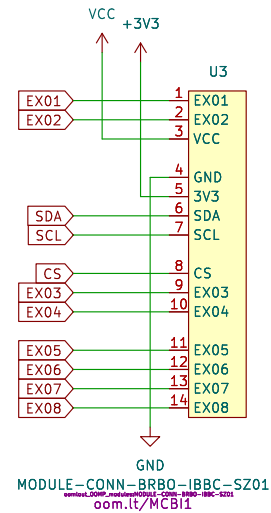 VCC
+3V3
U3
EX01 1 EX01
EX02 2 EX02
3 VCC
4 GND
5 3V3
SDA 6 SDA
SCL 7 SCL
CS 8 CS
EX03 9 EX03
EX04 10 EX04
EX05 11 EX05
EX06 12 EX06
EX07 13 EX07
EX08 14 EX08
GND
MODULE-CONN-BRBO-IBBC-SZ01
oomlout_OOMP_modules:MODULE-CONN-BRBO-IBBC-SZ01
oom.lt/MCBI1